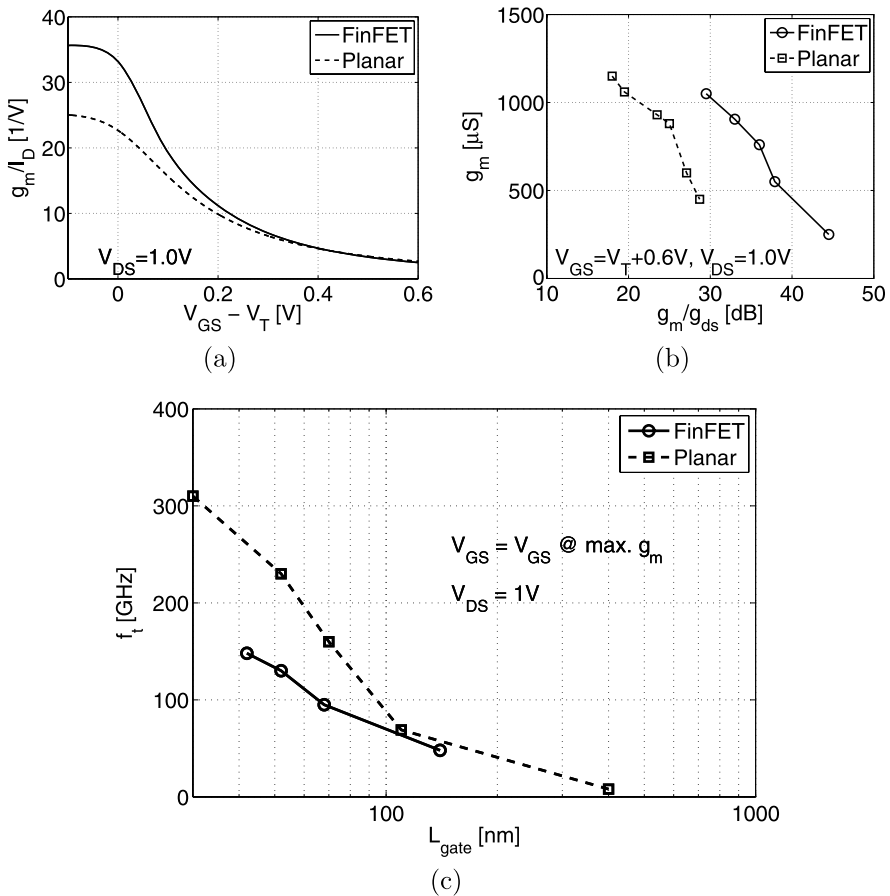 40
30
20
10
0
g_m/I_D [1/V]
FinFET
Planar
V_DS=1.0V
0 0.2 0.4 0.6
V_GS − V_T [V]
(a)
1500
1000
500
0
g_m [µS]
FinFET
Planar
V_GS=V_T+0.6V, V_DS=1.0V
10 20 30 40 50
g_m/g_ds [dB]
(b)
400
300
200
100
0
f_t [GHz]
FinFET
Planar
V_GS = V_GS @ max. g_m
V_DS = 1V
100 1000
L_gate [nm]
(c)